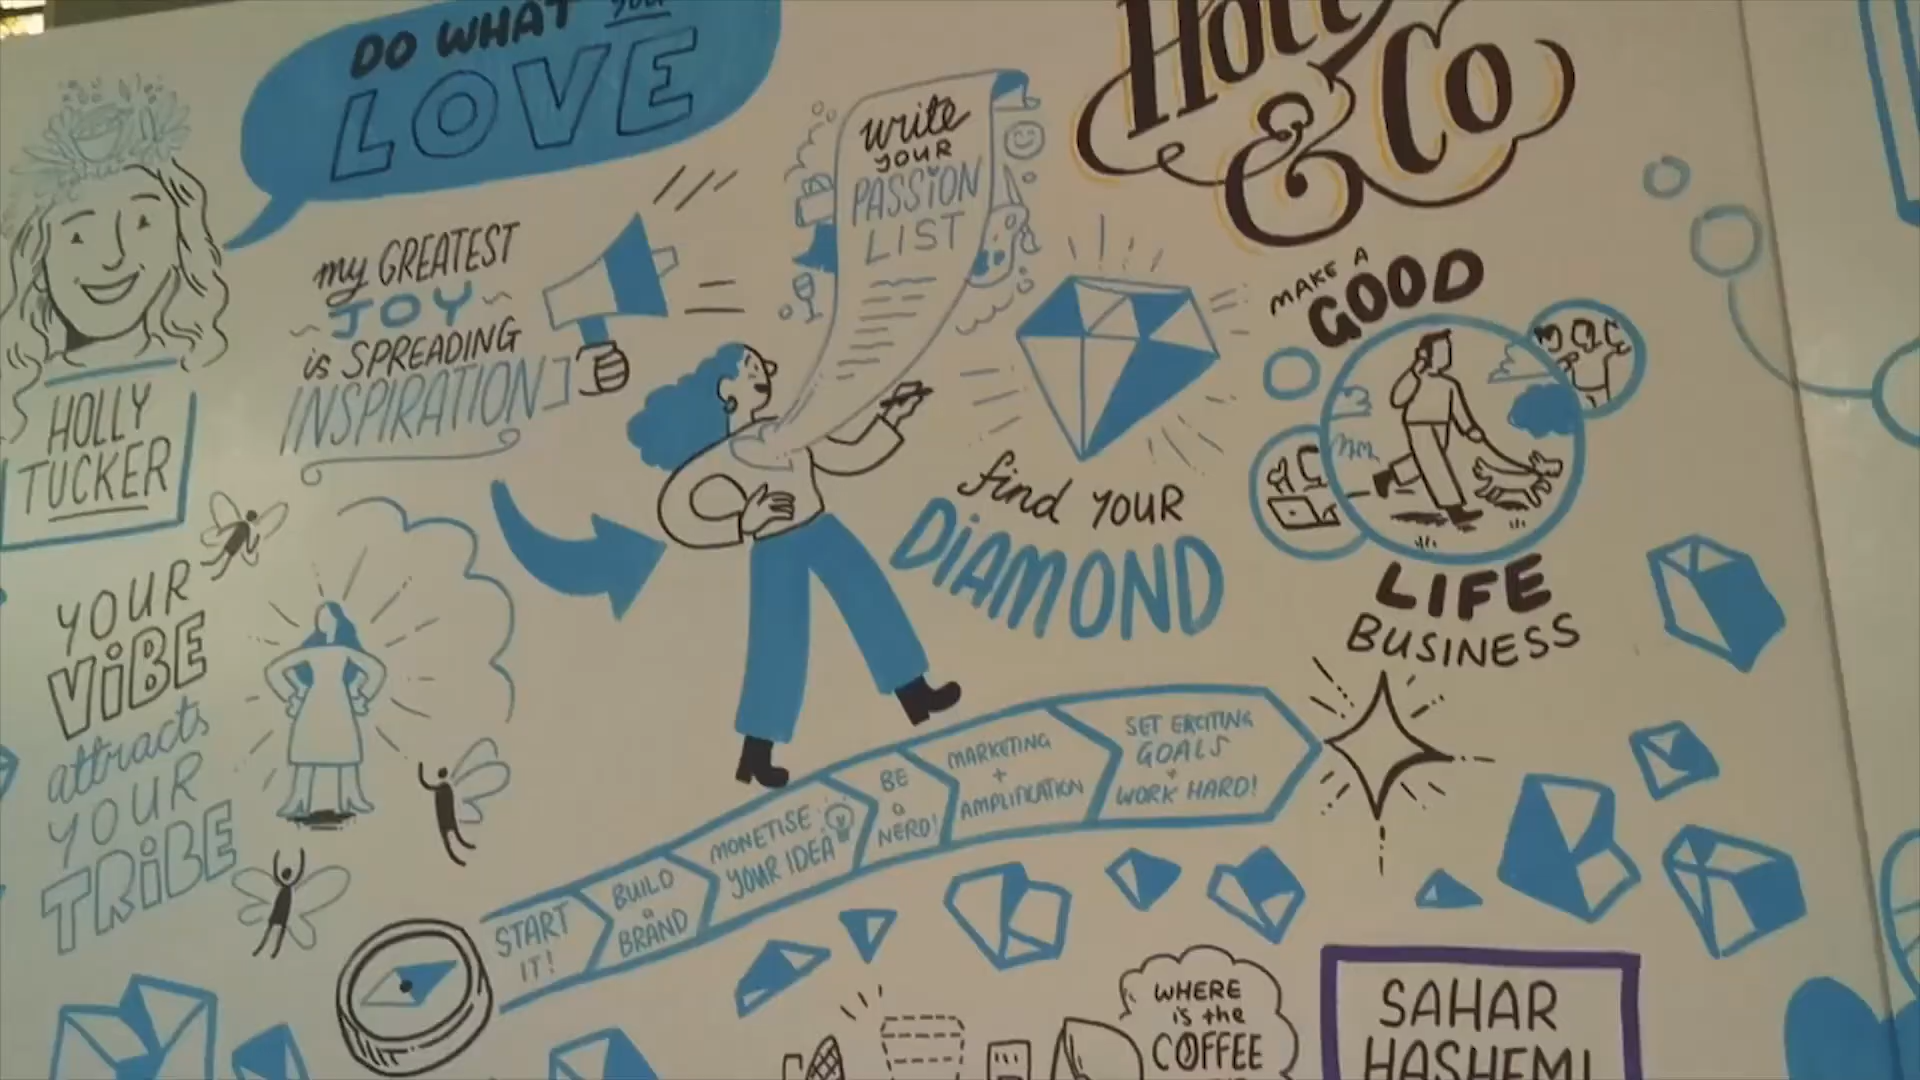 DO WHAT you
LOVE
HOLLY
TUCKER
my GREATEST
JOY
is SPREADING
INSPIRATION
write
YOUR
PASSiON
LIST
Holly
& Co
find YOUR
DiAMOND
MAKE A
GOOD
LIFE
BUSINESS
YOUR
ViBE
attracts
YOUR
TRiBE
START
IT!
BUILD
a
BRAND
MONETISE
YOUR IDEA
BE
a
NERD!
MARKETING
+
AMPLIFICATION
SET EXCITING
GOALS
+
WORK HARD!
WHERE
is the
COFFEE
SAHAR
HASHEMI